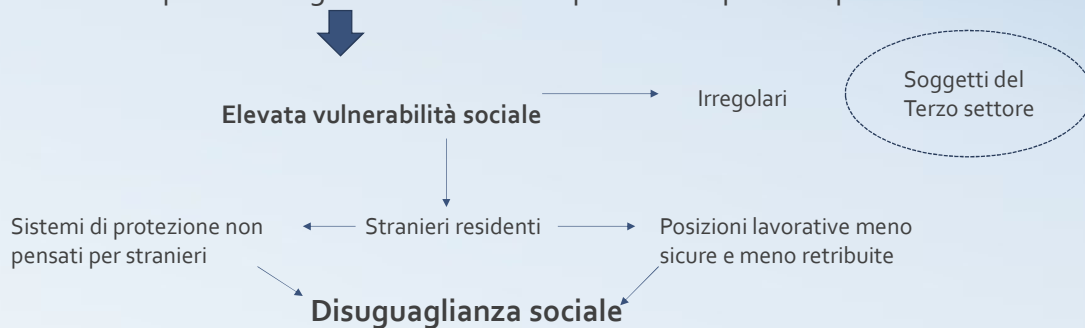 Elevata vulnerabilità sociale
Irregolari
Soggetti del
Terzo settore
Sistemi di protezione non
pensati per stranieri
Stranieri residenti
Posizioni lavorative meno
sicure e meno retribuite
Disuguaglianza sociale